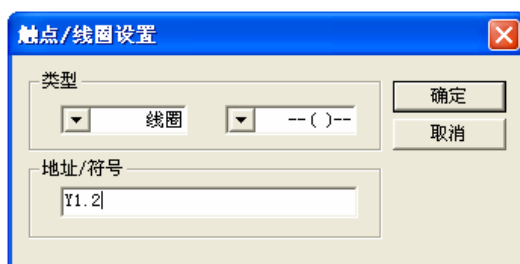 触点/线圈设置
类型
线圈
--( )--
确定
取消
地址/符号
Y1.2